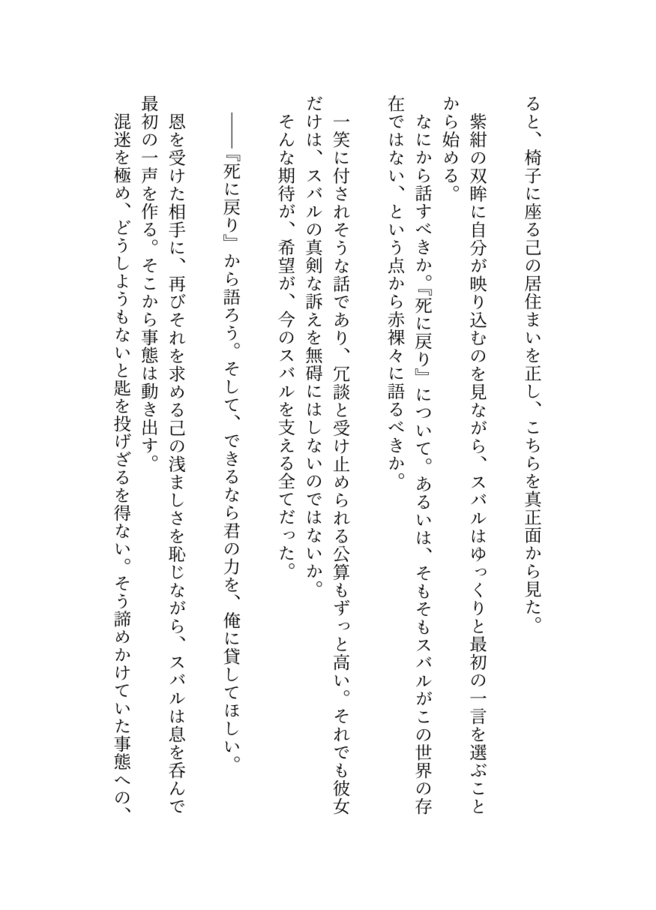 ると、椅子に座る己の居住まいを正し、こちらを真正面から見た。
紫紺の双眸に自分が映り込むのを見ながら、スバルはゆっくりと最初の一言を選ぶこと
から始める。
なにから話すべきか。『死に戻り』について。あるいは、そもそもスバルがこの世界の存
在ではない、という点から赤裸々に語るべきか。
一笑に付されそうな話であり、冗談と受け止められる公算もずっと高い。それでも彼女
だけは、スバルの真剣な訴えを無碍にはしないのではないか。
そんな期待が、希望が、今のスバルを支える全てだった。
――『死に戻り』から語ろう。そして、できるなら君の力を、俺に貸してほしい。
恩を受けた相手に、再びそれを求める己の浅ましさを恥じながら、スバルは息を呑んで
最初の一声を作る。そこから事態は動き出す。
混迷を極め、どうしようもないと匙を投げざるを得ない。そう諦めかけていた事態への、